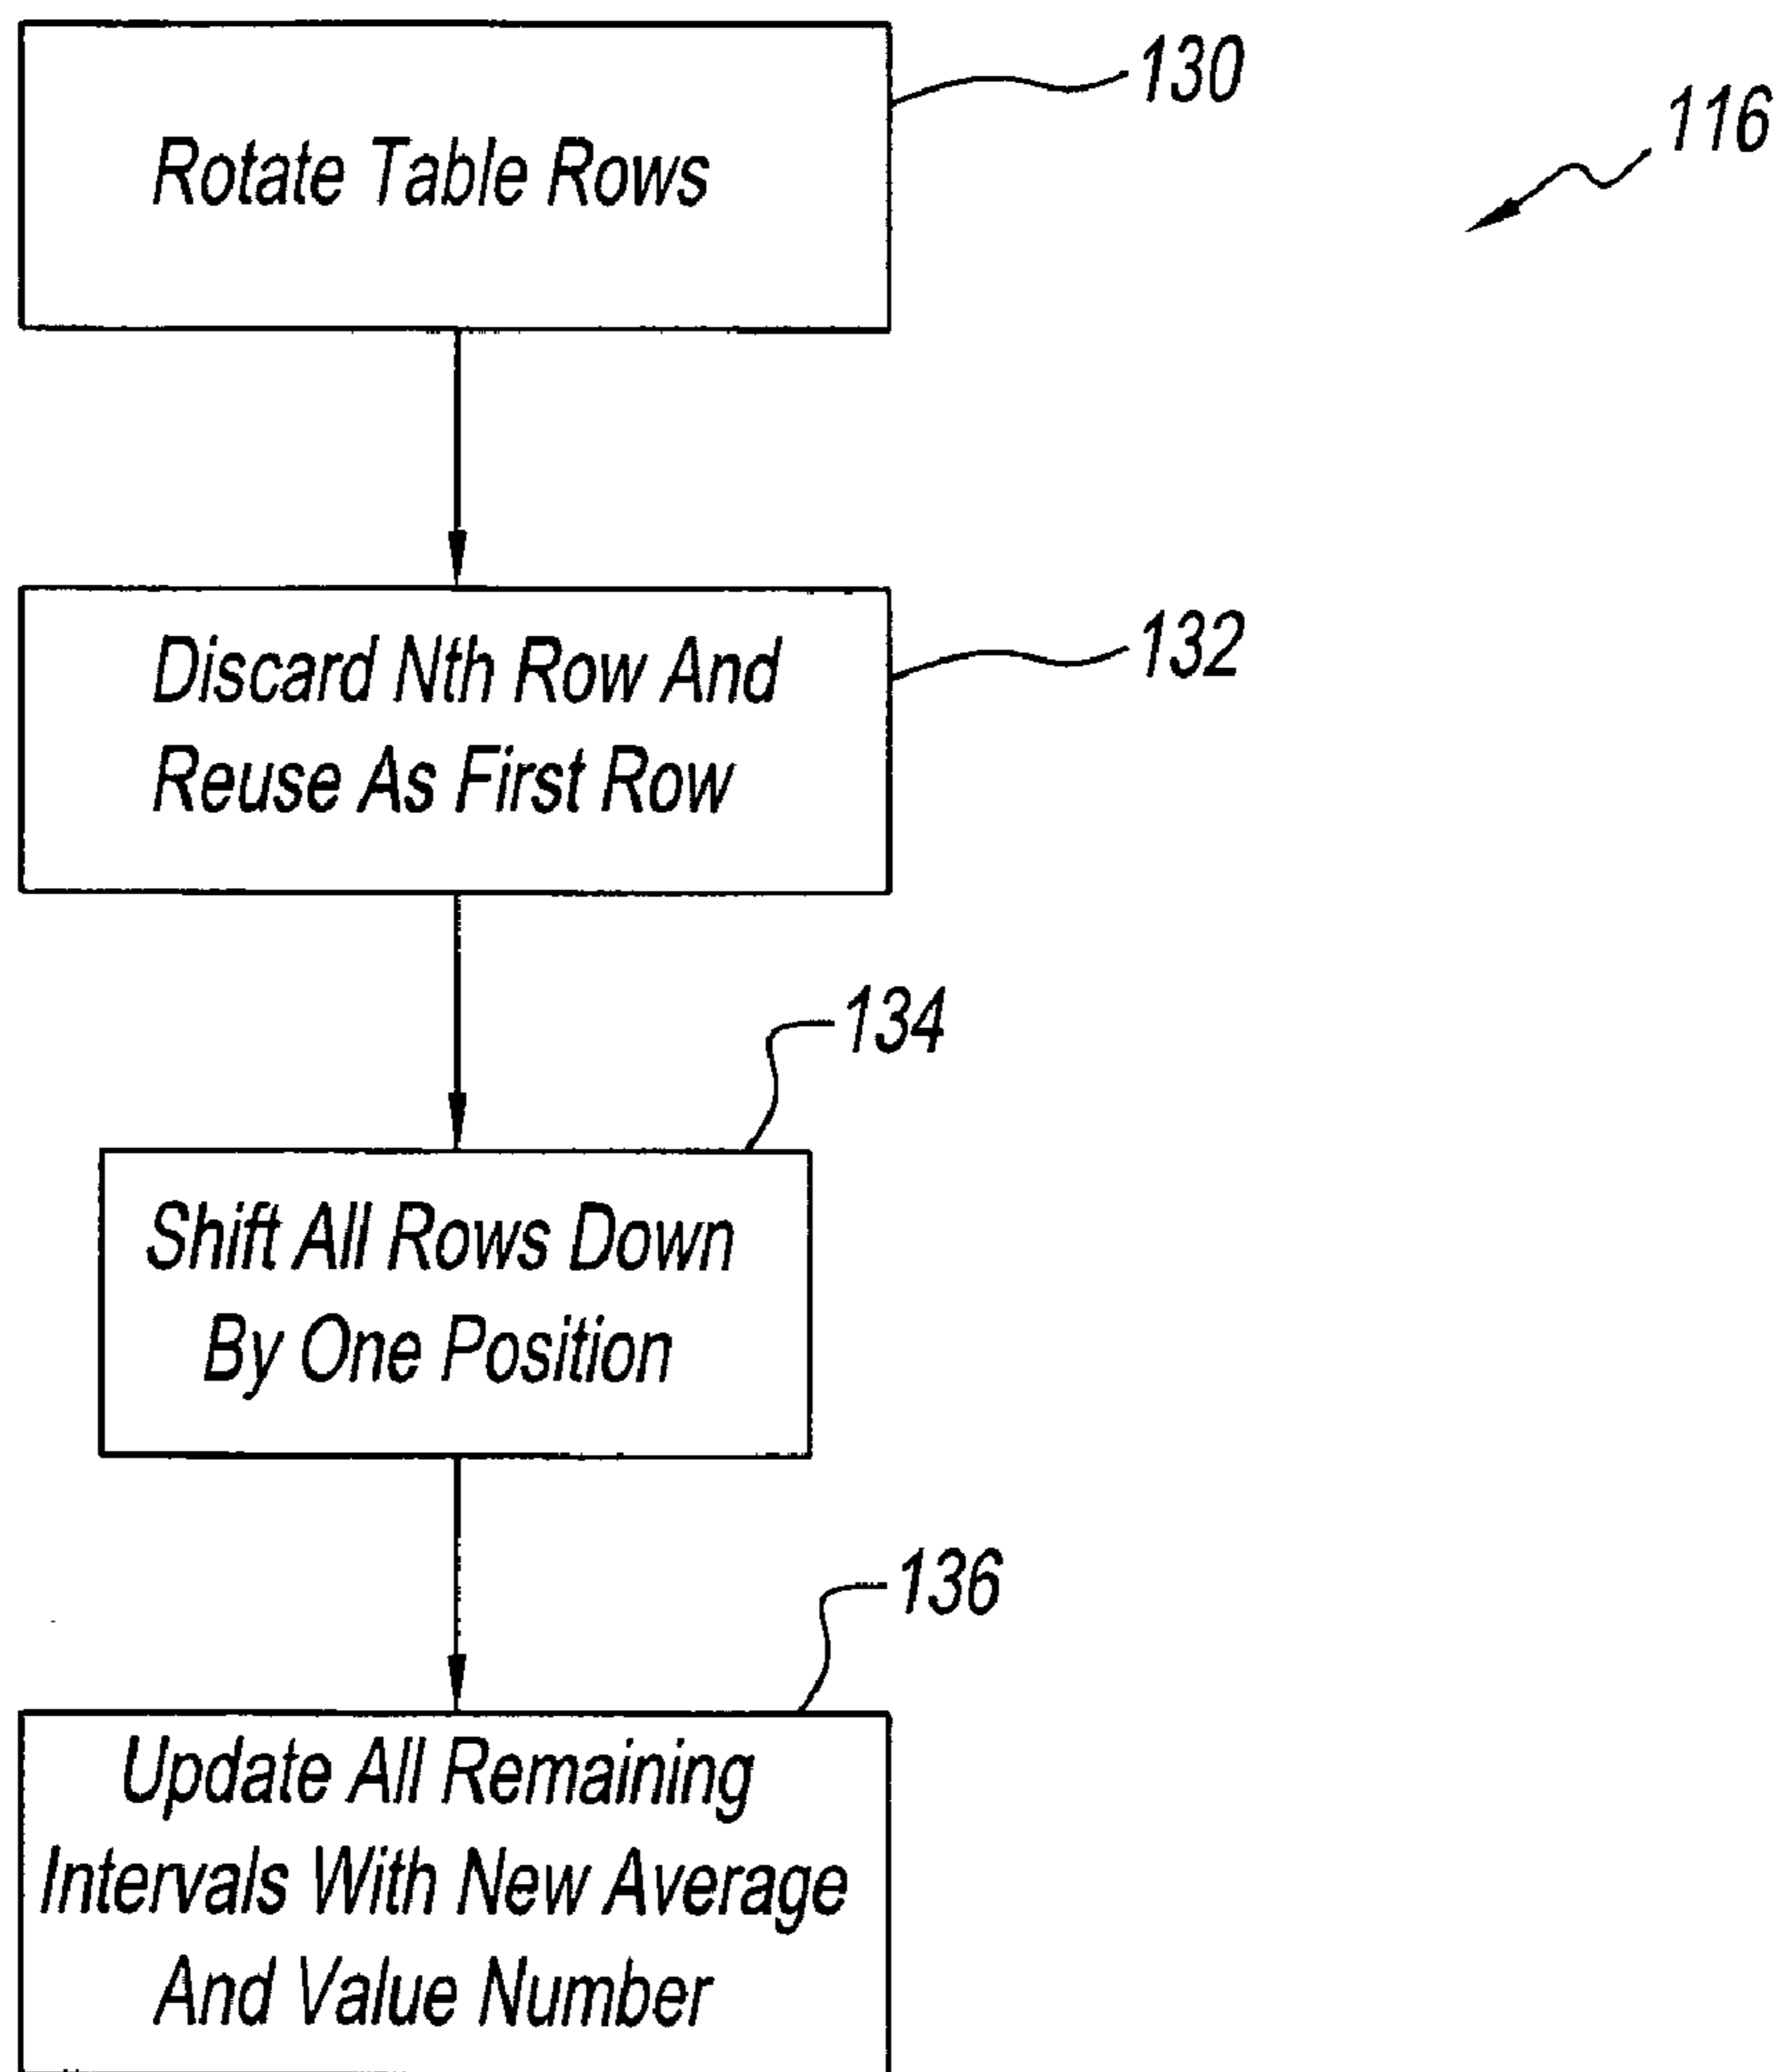 130
116
Rotate Table Rows
132
Discard Nth Row And
Reuse As First Row
134
Shift All Rows Down
By One Position
136
Update All Remaining
Intervals With New Average
And Value Number